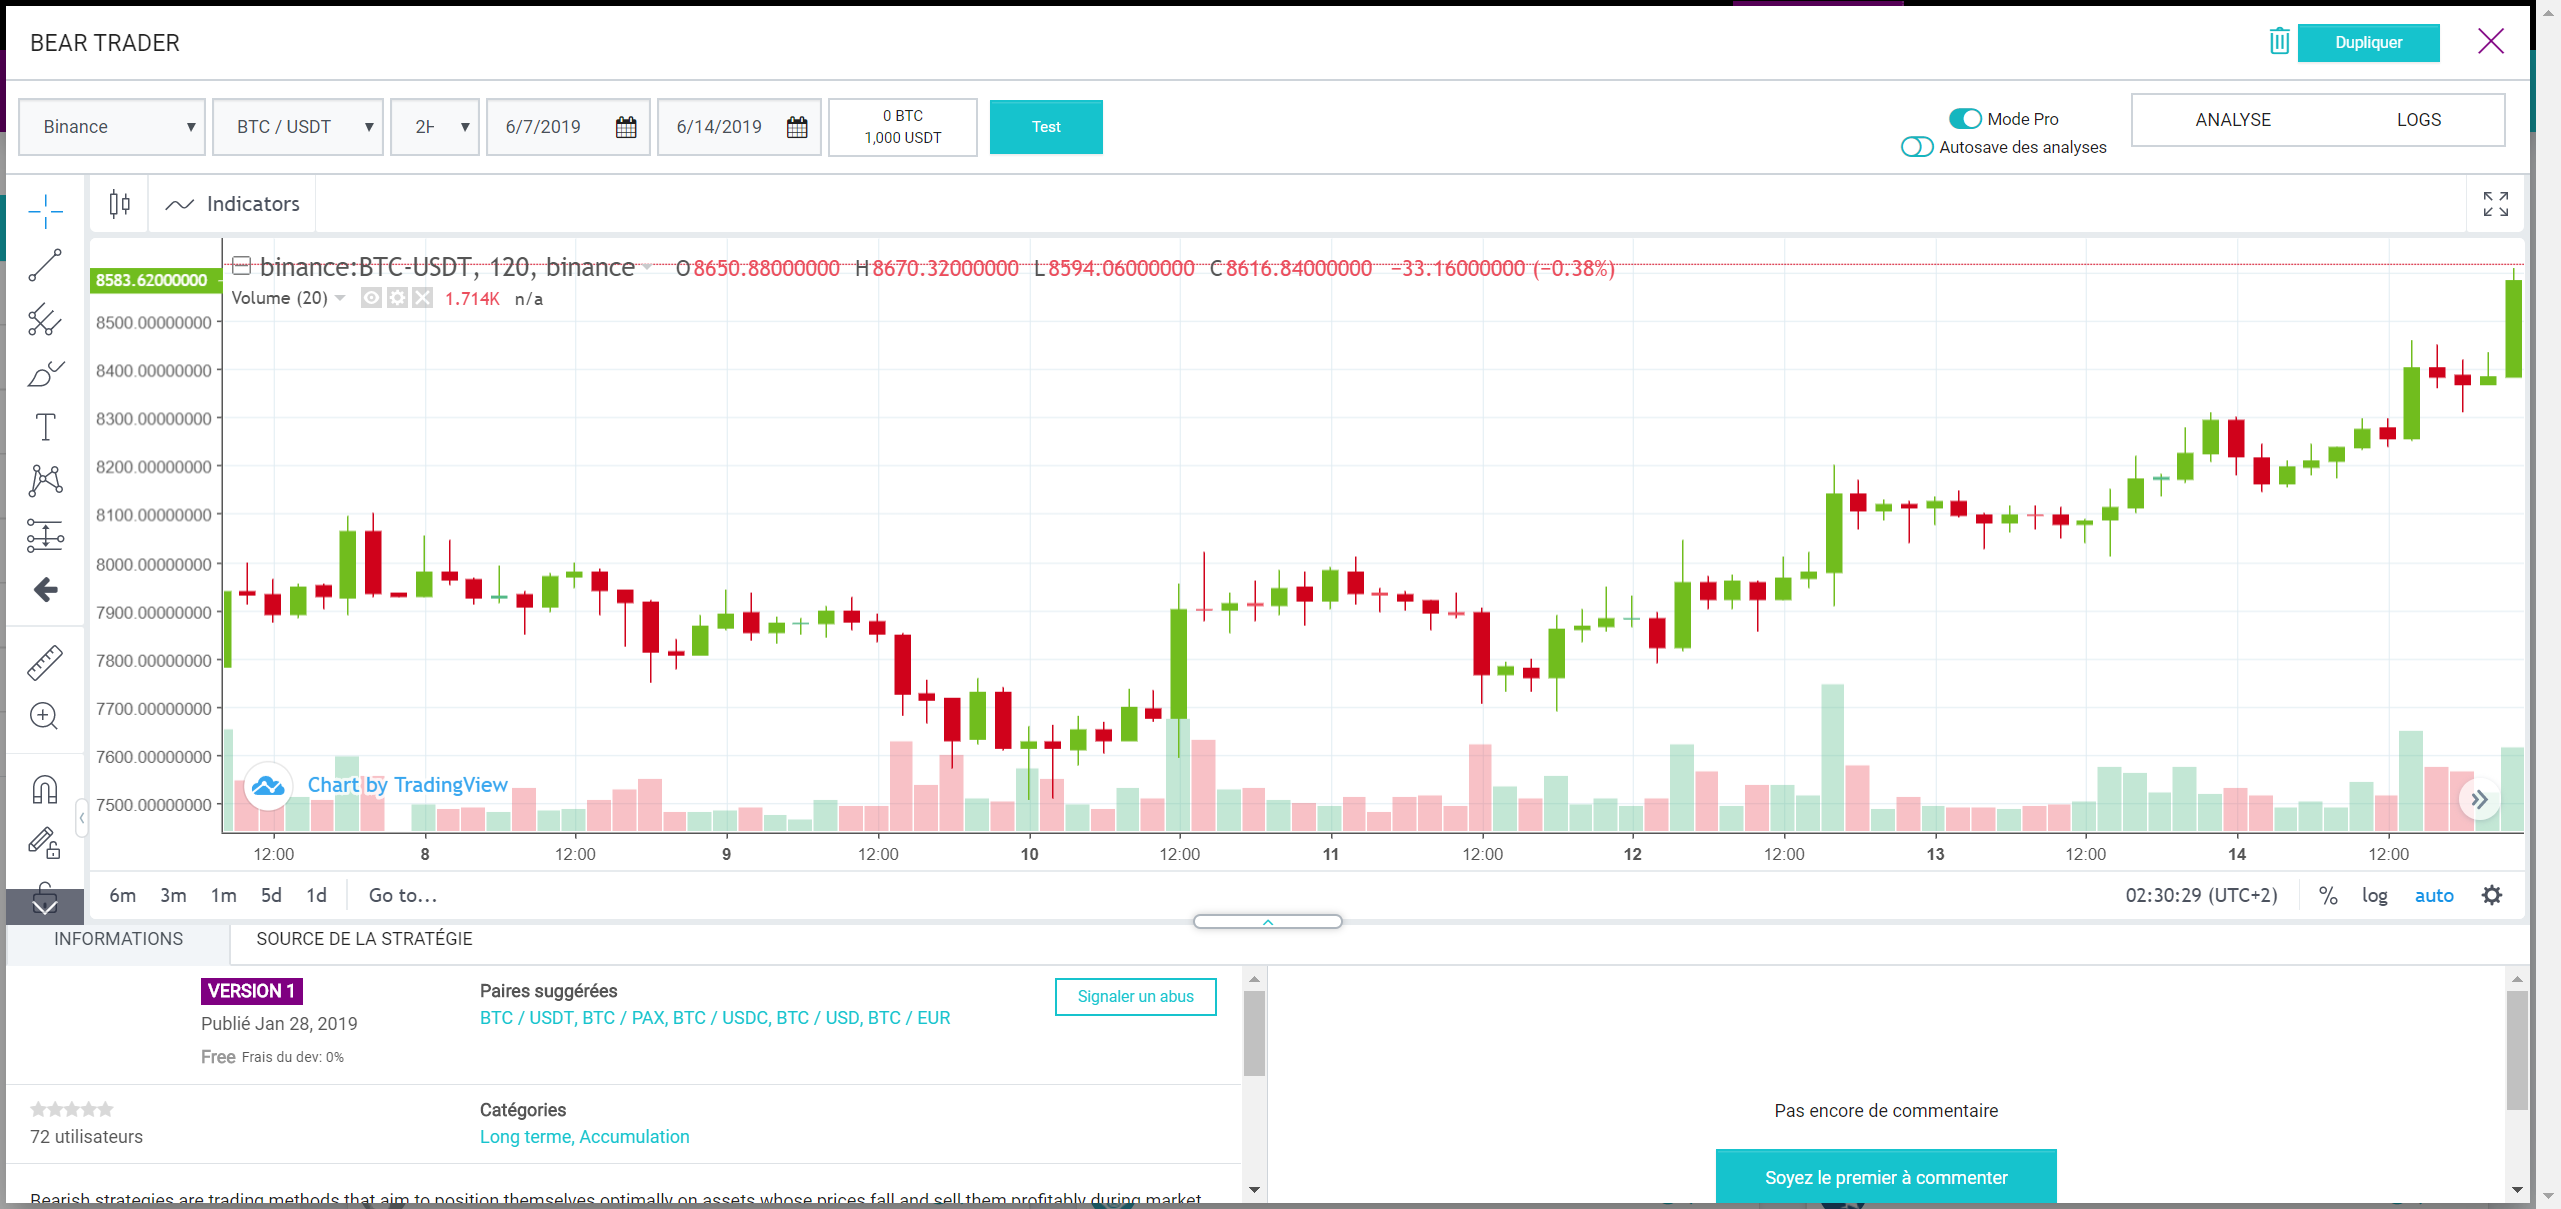 BEAR TRADER
Dupliquer
Binance
BTC / USDT
2H
6/7/2019
6/14/2019
0 BTC
1,000 USDT
Test
Mode Pro
Autosave des analyses
ANALYSE
LOGS
Indicators
binance:BTC-USDT, 120, binance O8650.88000000 H8670.32000000 L8594.06000000 C8616.84000000 −33.16000000 (−0.38%)
Volume (20) 1.714K n/a
8583.62000000
8500.00000000
8400.00000000
8300.00000000
8200.00000000
8100.00000000
8000.00000000
7900.00000000
7800.00000000
7700.00000000
7600.00000000
7500.00000000
Chart by TradingView
12:00 8 12:00 9 12:00 10 12:00 11 12:00 12 12:00 13 12:00 14 12:00
6m 3m 1m 5d 1d Go to...
02:30:29 (UTC+2) % log auto
INFORMATIONS
SOURCE DE LA STRATÉGIE
VERSION 1
Publié Jan 28, 2019
Free Frais du dev: 0%
Paires suggérées
BTC / USDT, BTC / PAX, BTC / USDC, BTC / USD, BTC / EUR
Signaler un abus
72 utilisateurs
Catégories
Long terme, Accumulation
Bearish strategies are trading methods that aim to position themselves optimally on assets whose prices fall and sell them profitably during market
Pas encore de commentaire
Soyez le premier à commenter